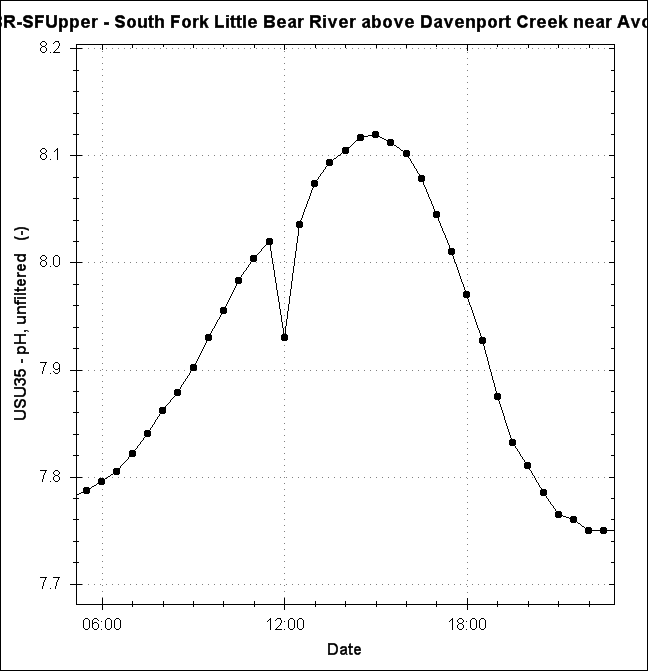 BR-SFUpper - South Fork Little Bear River above Davenport Creek near Avo
8.2
8.1
8.0
7.9
7.8
7.7
USU35 - pH, unfiltered (-)
06:00 12:00 18:00
Date